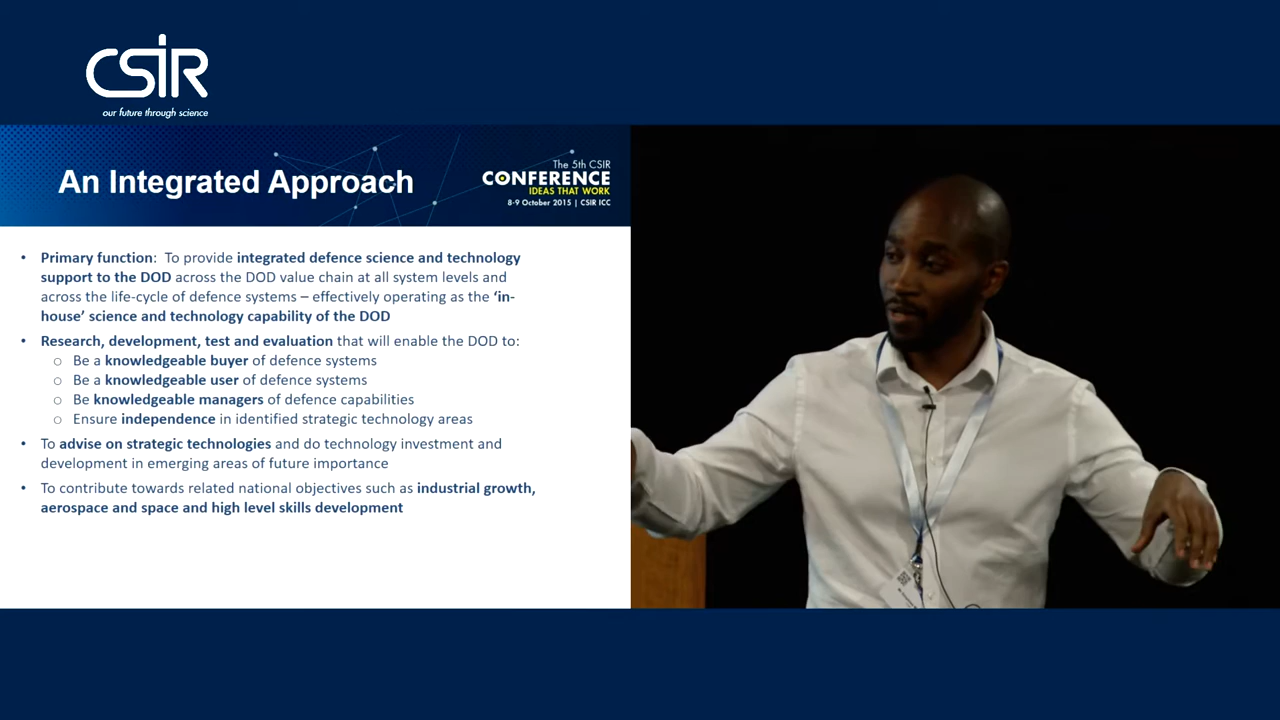 CSIR
our future through science
An Integrated Approach
The 5th CSIR
CONFERENCE
IDEAS THAT WORK
8-9 October 2015 | CSIR ICC
• Primary function: To provide integrated defence science and technology
support to the DOD across the DOD value chain at all system levels and
across the life-cycle of defence systems – effectively operating as the ‘in-
house’ science and technology capability of the DOD
• Research, development, test and evaluation that will enable the DOD to:
○ Be a knowledgeable buyer of defence systems
○ Be a knowledgeable user of defence systems
○ Be knowledgeable managers of defence capabilities
○ Ensure independence in identified strategic technology areas
• To advise on strategic technologies and do technology investment and
development in emerging areas of future importance
• To contribute towards related national objectives such as industrial growth,
aerospace and space and high level skills development